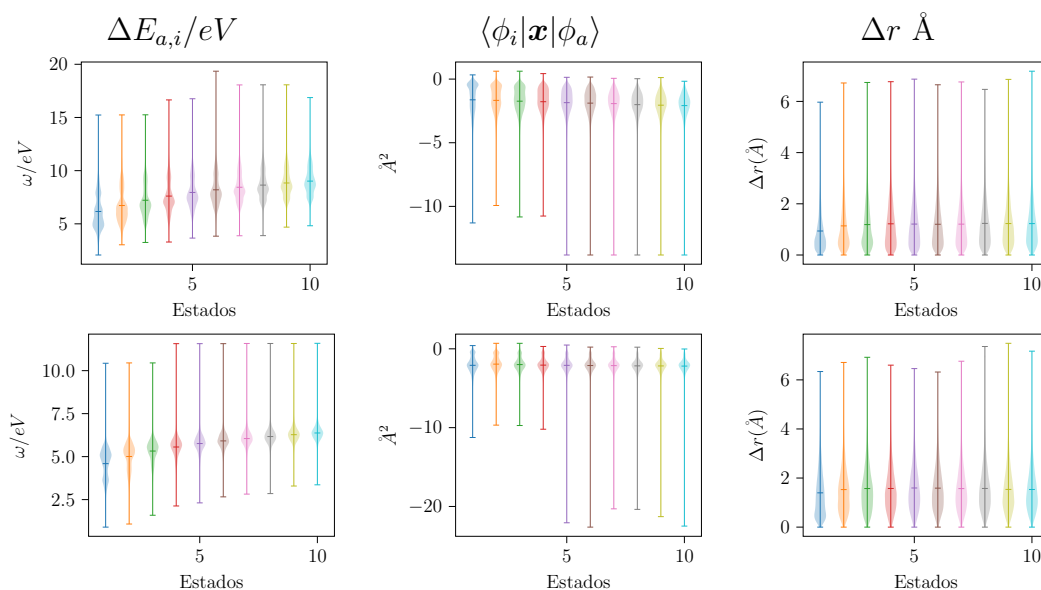 ΔE_{a,i}/eV
⟨ϕ_i|x|ϕ_a⟩
Δr Å
20
15
10
5
ω/eV
5
10
Estados
0
−5
−10
Å²
5
10
Estados
6
4
2
0
Δr(Å)
5
10
Estados
10.0
7.5
5.0
2.5
ω/eV
5
10
Estados
0
−10
−20
Å²
5
10
Estados
6
4
2
0
Δr(Å)
5
10
Estados